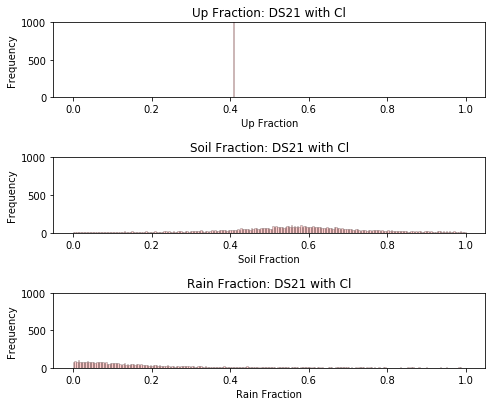 Up Fraction: DS21 with Cl
1000
500
0
Frequency
0.0 0.2 0.4 0.6 0.8 1.0
Up Fraction
Soil Fraction: DS21 with Cl
1000
500
0
Frequency
0.0 0.2 0.4 0.6 0.8 1.0
Soil Fraction
Rain Fraction: DS21 with Cl
1000
500
0
Frequency
0.0 0.2 0.4 0.6 0.8 1.0
Rain Fraction